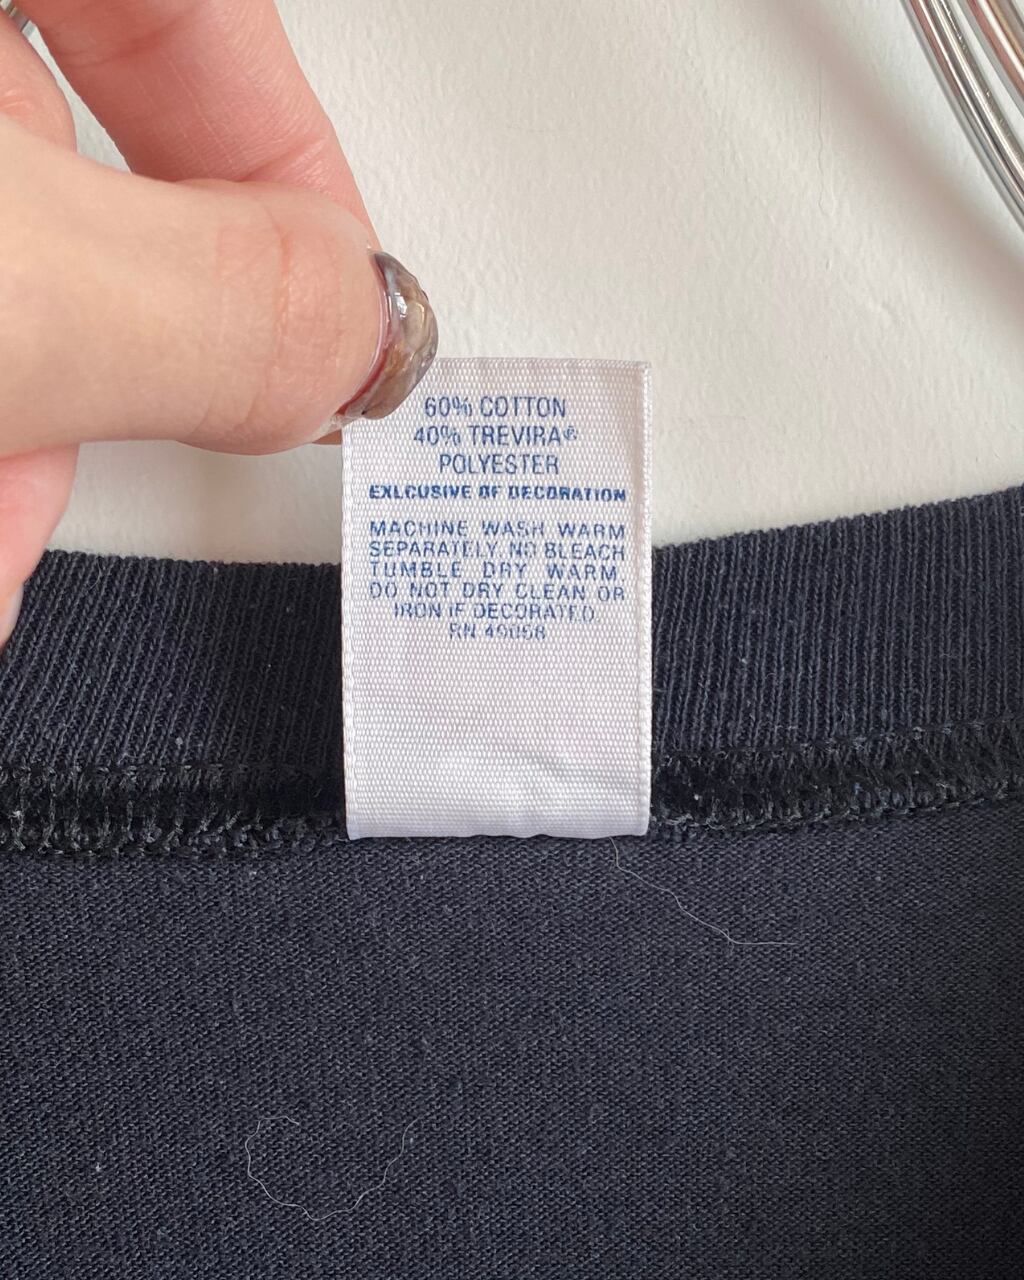 60% COTTON
40% TREVIRA®
POLYESTER
EXLCUSIVE OF DECORATION
MACHINE WASH WARM
SEPARATELY. NO BLEACH
TUMBLE DRY WARM
DO NOT DRY CLEAN OR
IRON IF DECORATED
RN